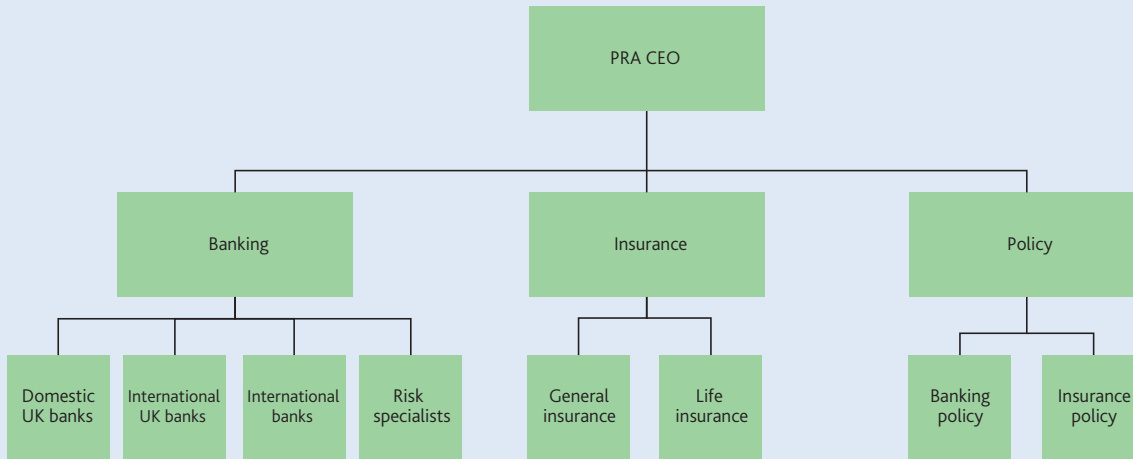 PRA CEO
Banking
Insurance
Policy
Domestic
UK banks
International
UK banks
International
banks
Risk
specialists
General
insurance
Life
insurance
Banking
policy
Insurance
policy